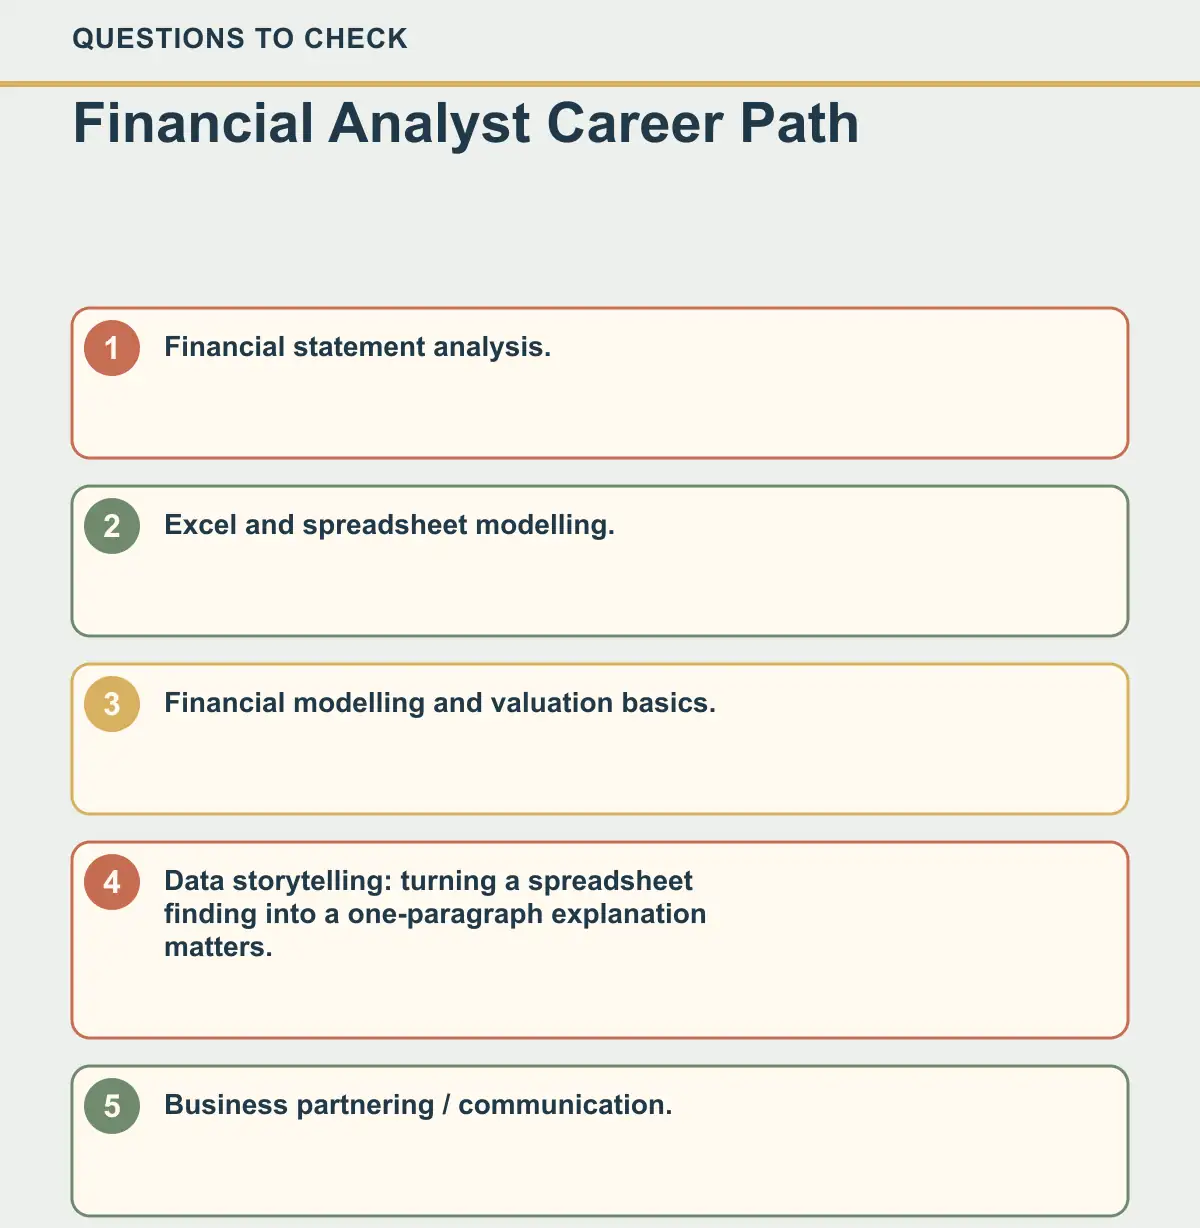 QUESTIONS TO CHECK
Financial Analyst Career Path
1 Financial statement analysis.
2 Excel and spreadsheet modelling.
3 Financial modelling and valuation basics.
4 Data storytelling: turning a spreadsheet
finding into a one-paragraph explanation
matters.
5 Business partnering / communication.